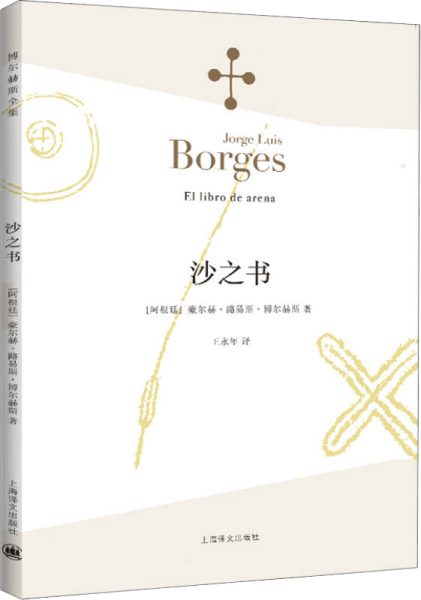 博尔赫斯全集
沙之书
[阿根廷] 豪尔赫·路易斯·博尔赫斯 著
上海译文出版社
Jorge Luis
Borges
El libro de arena
沙之书
[阿根廷] 豪尔赫·路易斯·博尔赫斯 著
王永年 译
上海译文出版社